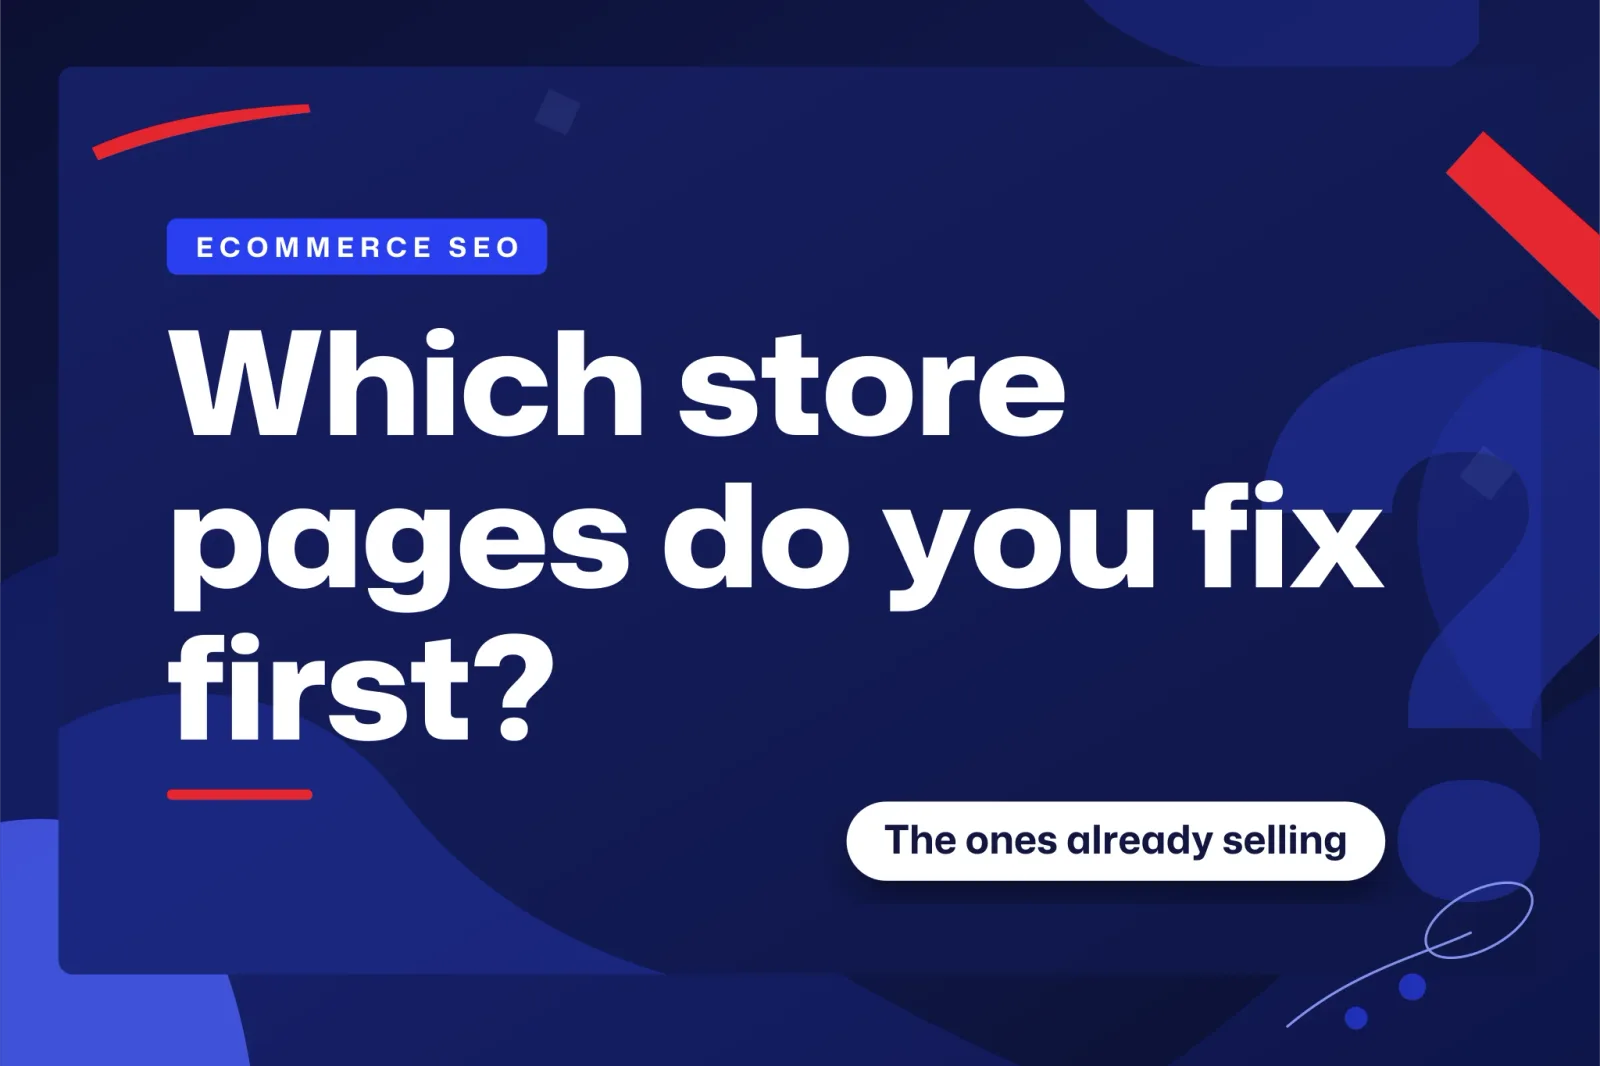 ECOMMERCE SEO
Which store
pages do you fix
first?
The ones already selling